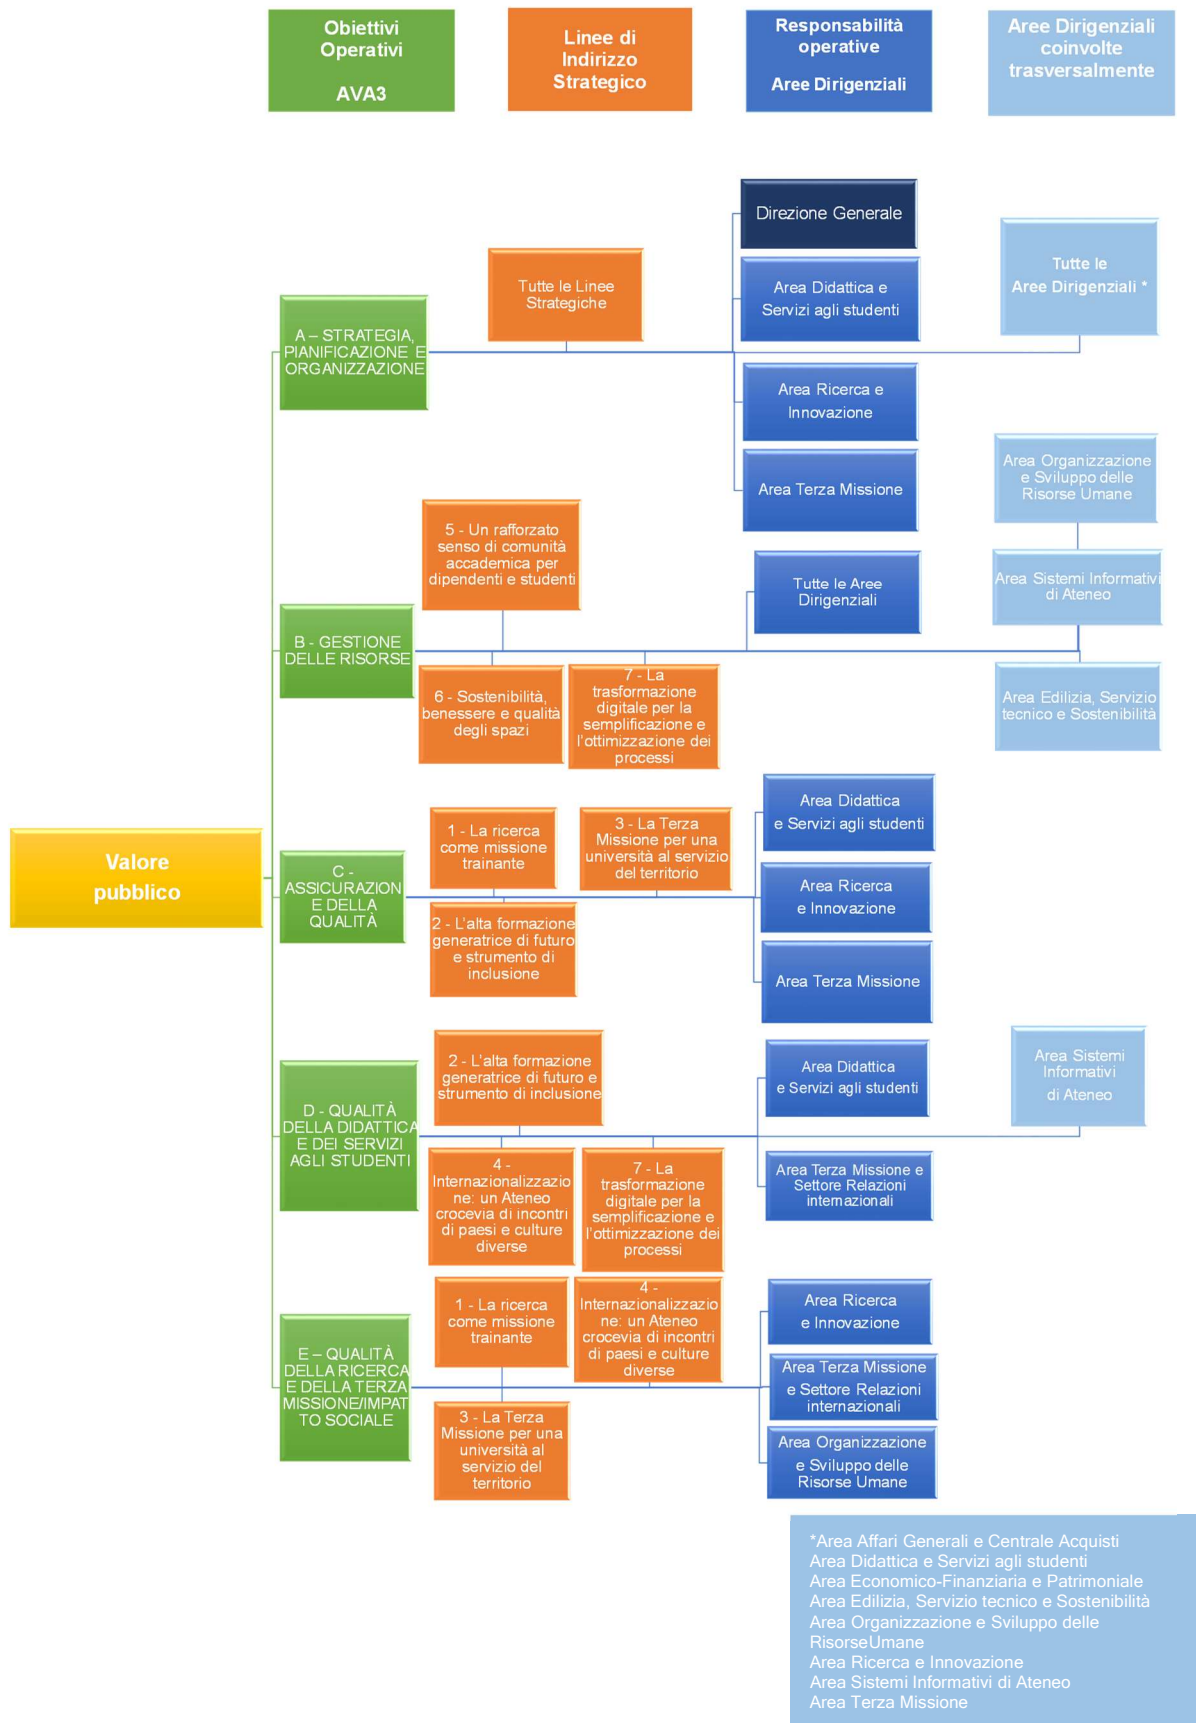 Obiettivi
Operativi
AVA3
Linee di
Indirizzo
Strategico
Responsabilità
operative
Aree Dirigenziali
Aree Dirigenziali
coinvolte
trasversalmente
Valore
pubblico
A – STRATEGIA,
PIANIFICAZIONE E
ORGANIZZAZIONE
Tutte le Linee
Strategiche
Direzione Generale
Area Didattica e
Servizi agli studenti
Area Ricerca e
Innovazione
Area Terza Missione
Tutte le
Aree Dirigenziali *
B - GESTIONE
DELLE RISORSE
5 - Un rafforzato
senso di comunità
accademica per
dipendenti e studenti
6 - Sostenibilità,
benessere e qualità
degli spazi
7 - La
trasformazione
digitale per la
semplificazione e
l'ottimizzazione dei
processi
Tutte le Aree
Dirigenziali
Area Organizzazione
e Sviluppo delle
Risorse Umane
Area Sistemi Informativi
di Ateneo
Area Edilizia, Servizio
tecnico e Sostenibilità
C -
ASSICURAZION
E DELLA
QUALITÀ
1 - La ricerca
come missione
trainante
2 - L'alta formazione
generatrice di futuro
e strumento di
inclusione
3 - La Terza
Missione per una
università al servizio
del territorio
Area Didattica
e Servizi agli studenti
Area Ricerca
e Innovazione
Area Terza Missione
D - QUALITÀ
DELLA DIDATTICA
E DEI SERVIZI
AGLI STUDENTI
2 - L'alta formazione
generatrice di futuro e
strumento di inclusione
4 -
Internazionalizzazio
ne: un Ateneo
crocevia di incontri
di paesi e culture
diverse
7 - La
trasformazione
digitale per la
semplificazione e
l'ottimizzazione dei
processi
Area Didattica
e Servizi agli studenti
Area Terza Missione e
Settore Relazioni
internazionali
Area Sistemi
Informativi
di Ateneo
E – QUALITÀ
DELLA RICERCA
E DELLA TERZA
MISSIONE/IMPAT
TO SOCIALE
1 - La ricerca
come missione
trainante
3 - La Terza
Missione per una
università al
servizio del
territorio
4 -
Internazionalizzazio
ne: un Ateneo
crocevia di incontri
di paesi e culture
diverse
Area Ricerca
e Innovazione
Area Terza Missione
e Settore Relazioni
internazionali
Area Organizzazione
e Sviluppo delle
Risorse Umane
*Area Affari Generali e Centrale Acquisti
Area Didattica e Servizi agli studenti
Area Economico-Finanziaria e Patrimoniale
Area Edilizia, Servizio tecnico e Sostenibilità
Area Organizzazione e Sviluppo delle
RisorseUmane
Area Ricerca e Innovazione
Area Sistemi Informativi di Ateneo
Area Terza Missione